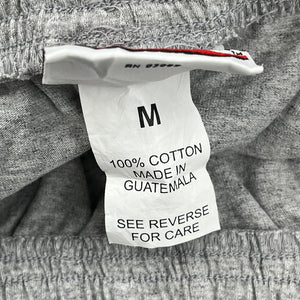 M
100% COTTON
MADE IN
GUATEMALA
SEE REVERSE
FOR CARE